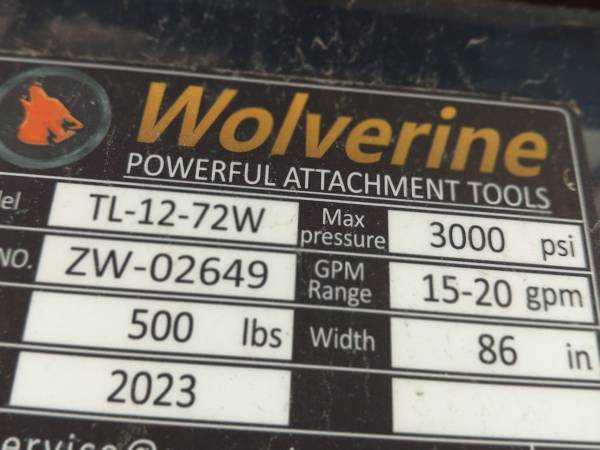 Wolverine
POWERFUL ATTACHMENT TOOLS
TL-12-72W Max pressure 3000 psi
NO. ZW-02649 GPM Range 15-20 gpm
500 lbs Width 86 in
2023